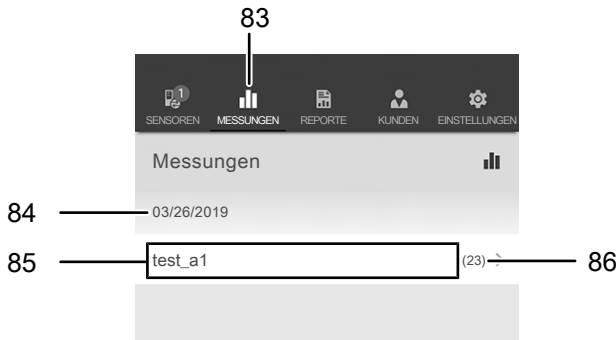 83
1
SENSOREN MESSUNGEN REPORTE KUNDEN EINSTELLUNGEN
Messungen
84 03/26/2019
85 test_a1 (23) 86